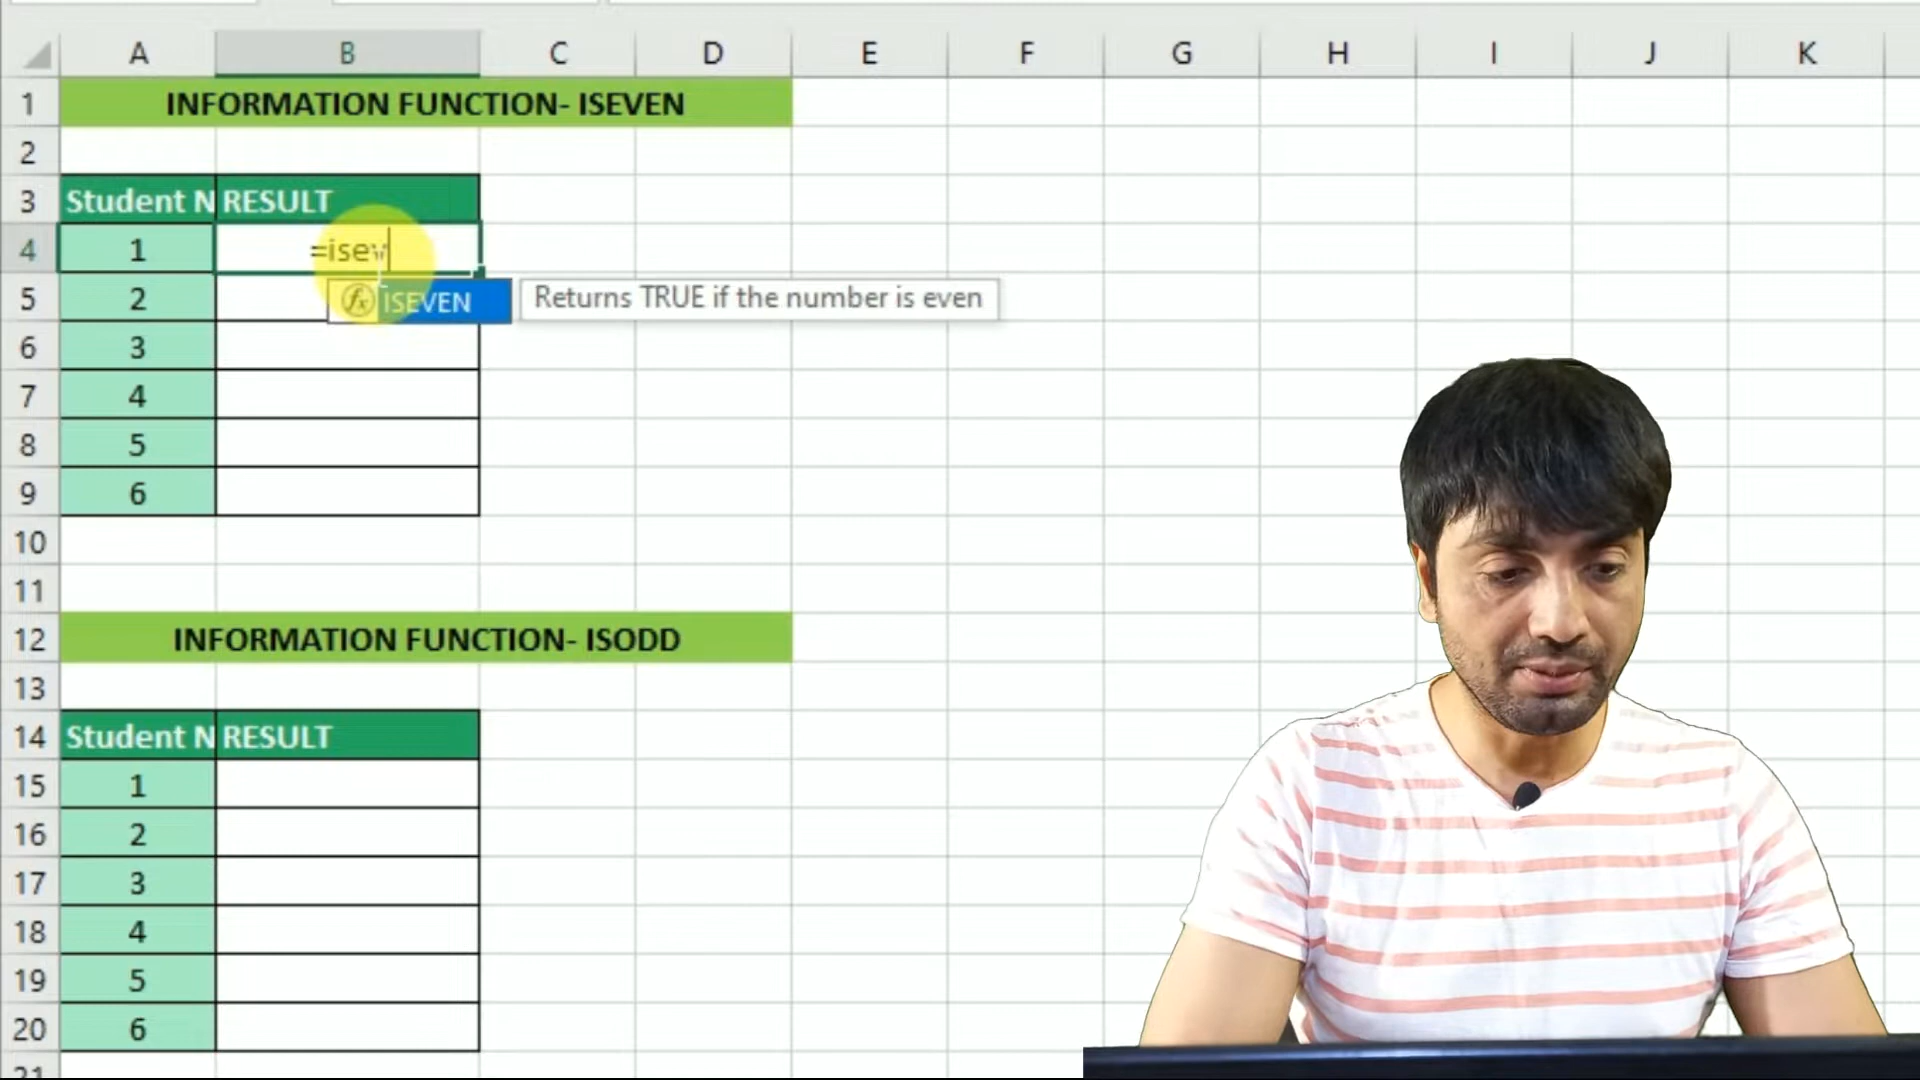 A B C D E F G H I J K
1 INFORMATION FUNCTION- ISEVEN
2
3 Student N RESULT
4 1 =isev
5 2 ISEVEN Returns TRUE if the number is even
6 3
7 4
8 5
9 6
10
11
12 INFORMATION FUNCTION- ISODD
13
14 Student N RESULT
15 1
16 2
17 3
18 4
19 5
20 6
21